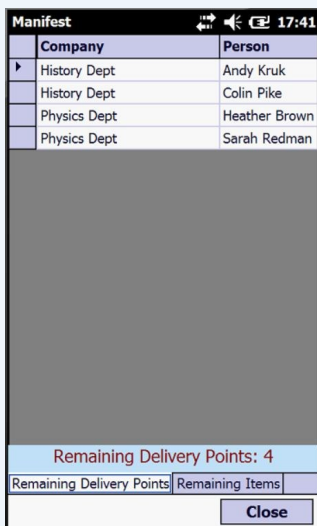 Manifest 17:41
Company Person
History Dept Andy Kruk
History Dept Colin Pike
Physics Dept Heather Brown
Physics Dept Sarah Redman
Remaining Delivery Points: 4
Remaining Delivery Points Remaining Items
Close